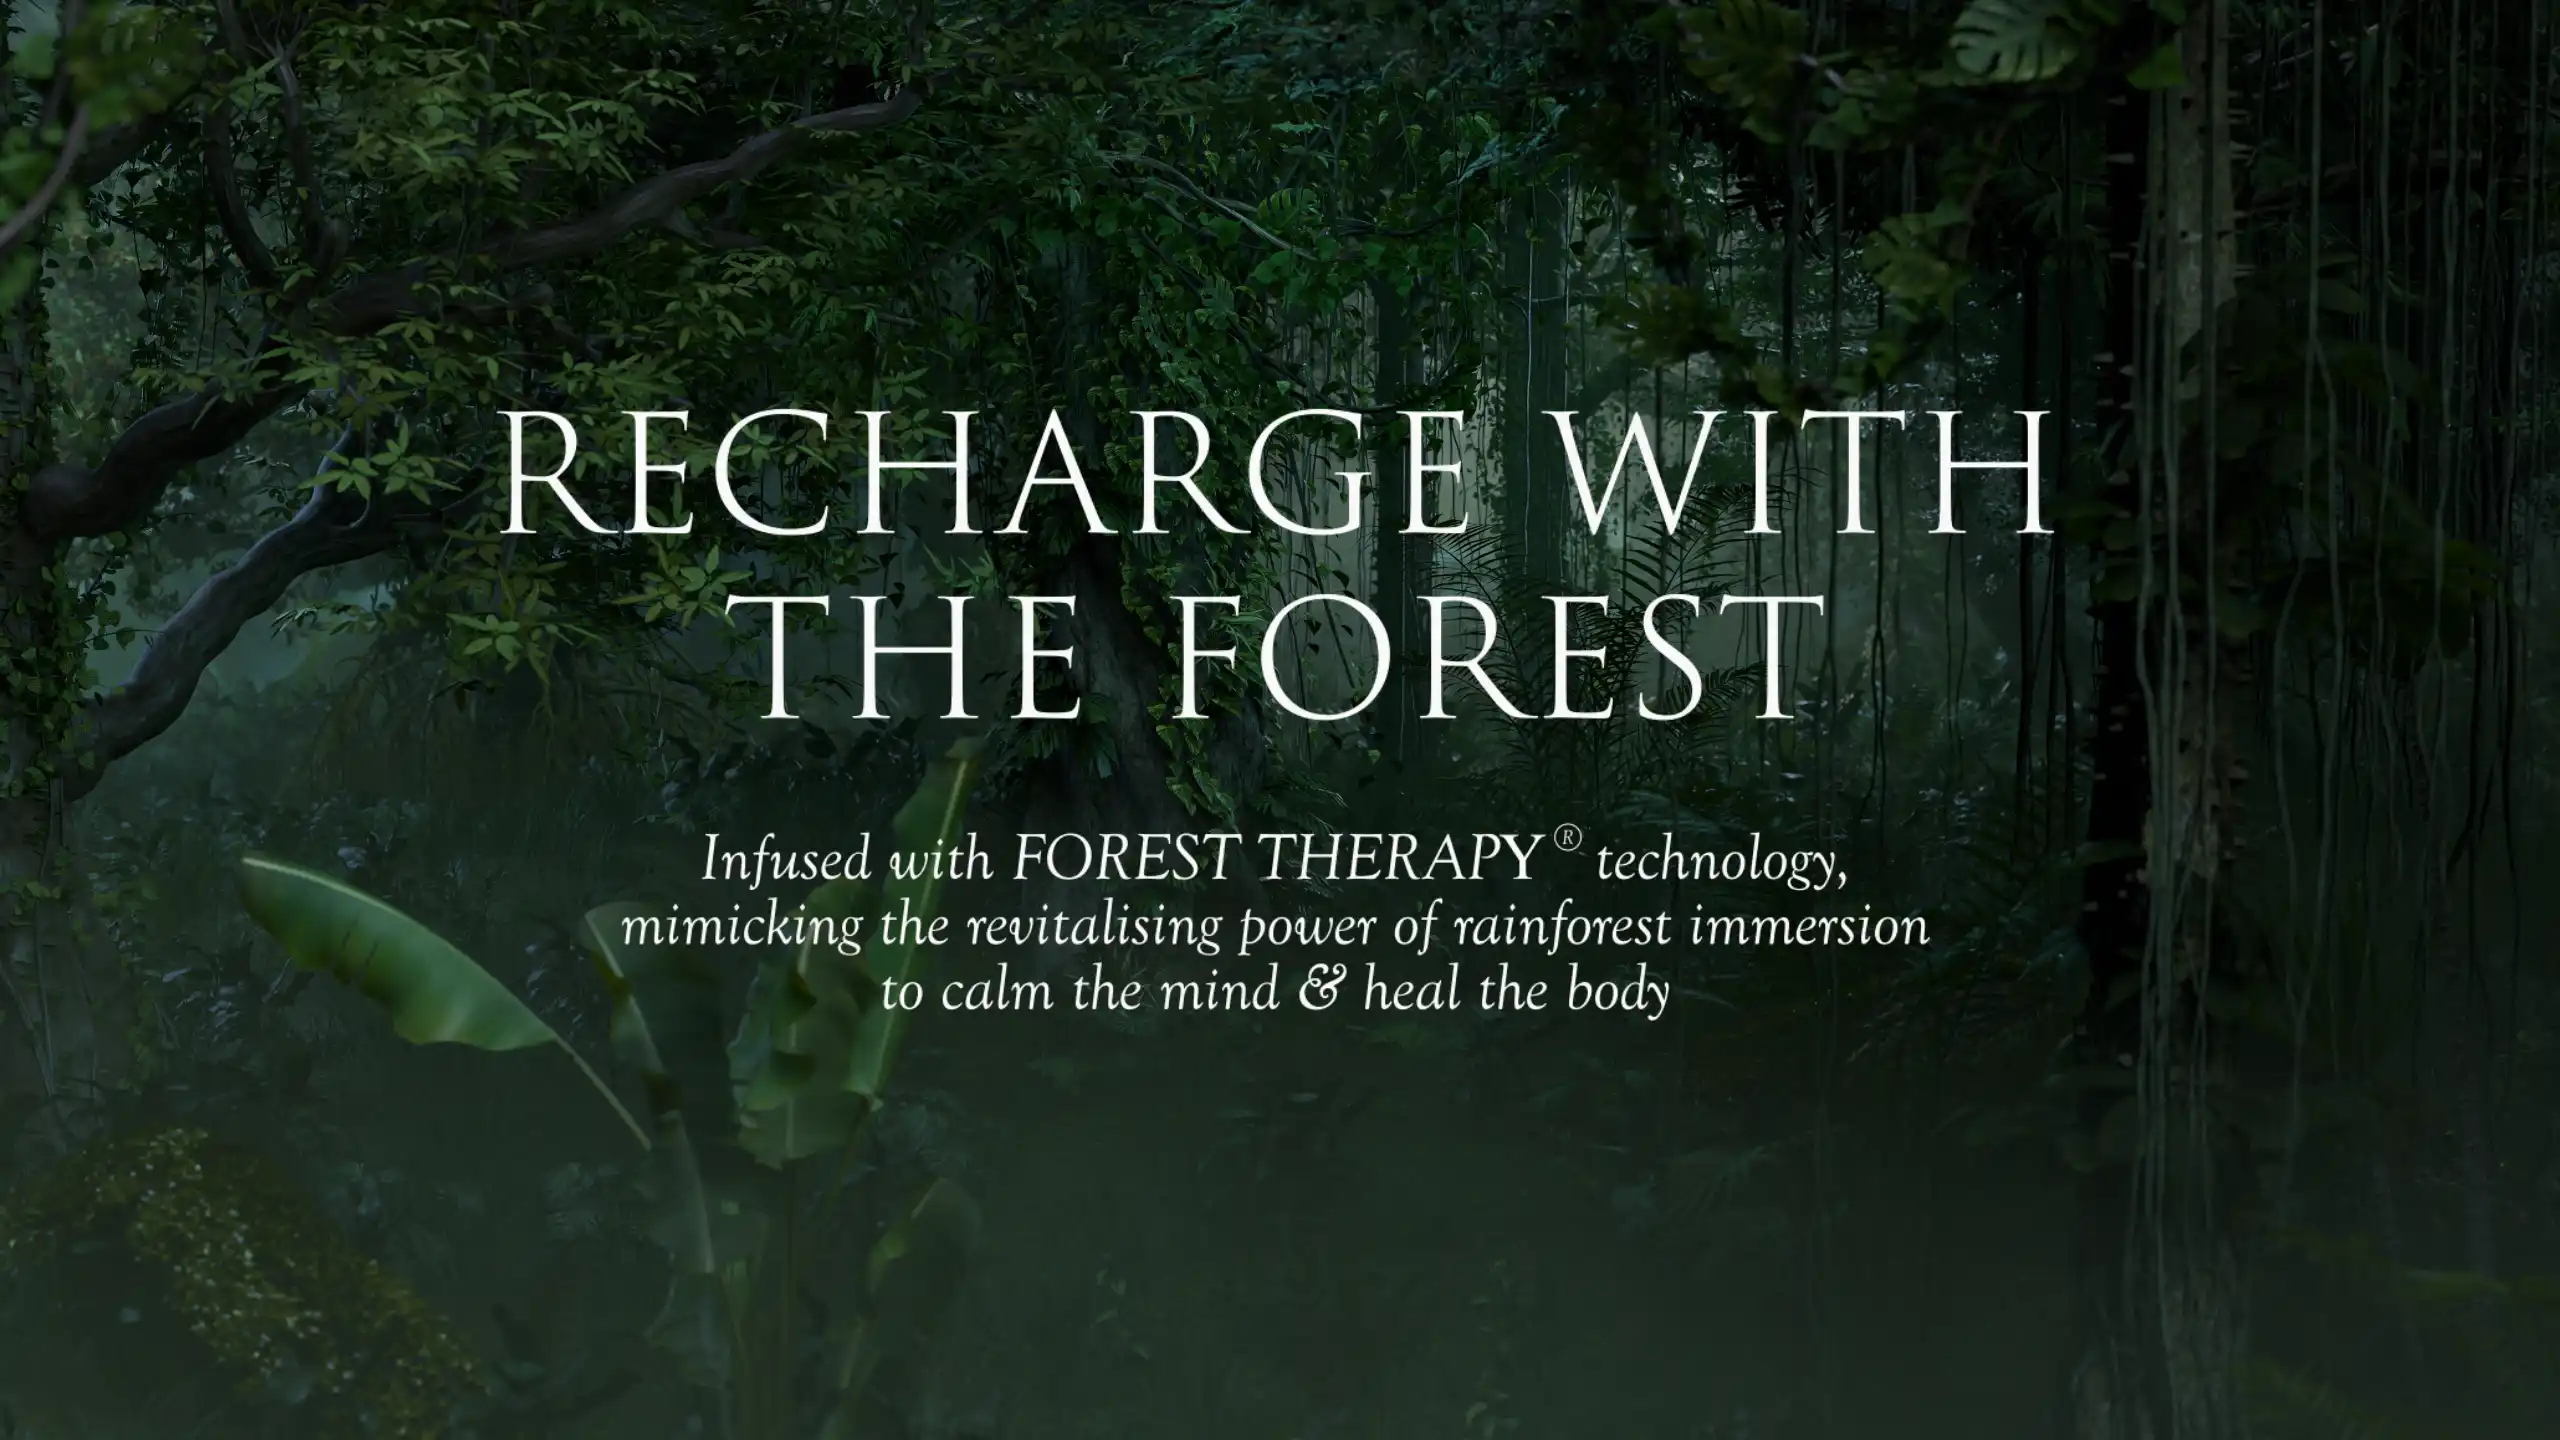 RECHARGE WITH
THE FOREST
Infused with FOREST THERAPY® technology,
mimicking the revitalising power of rainforest immersion
to calm the mind & heal the body